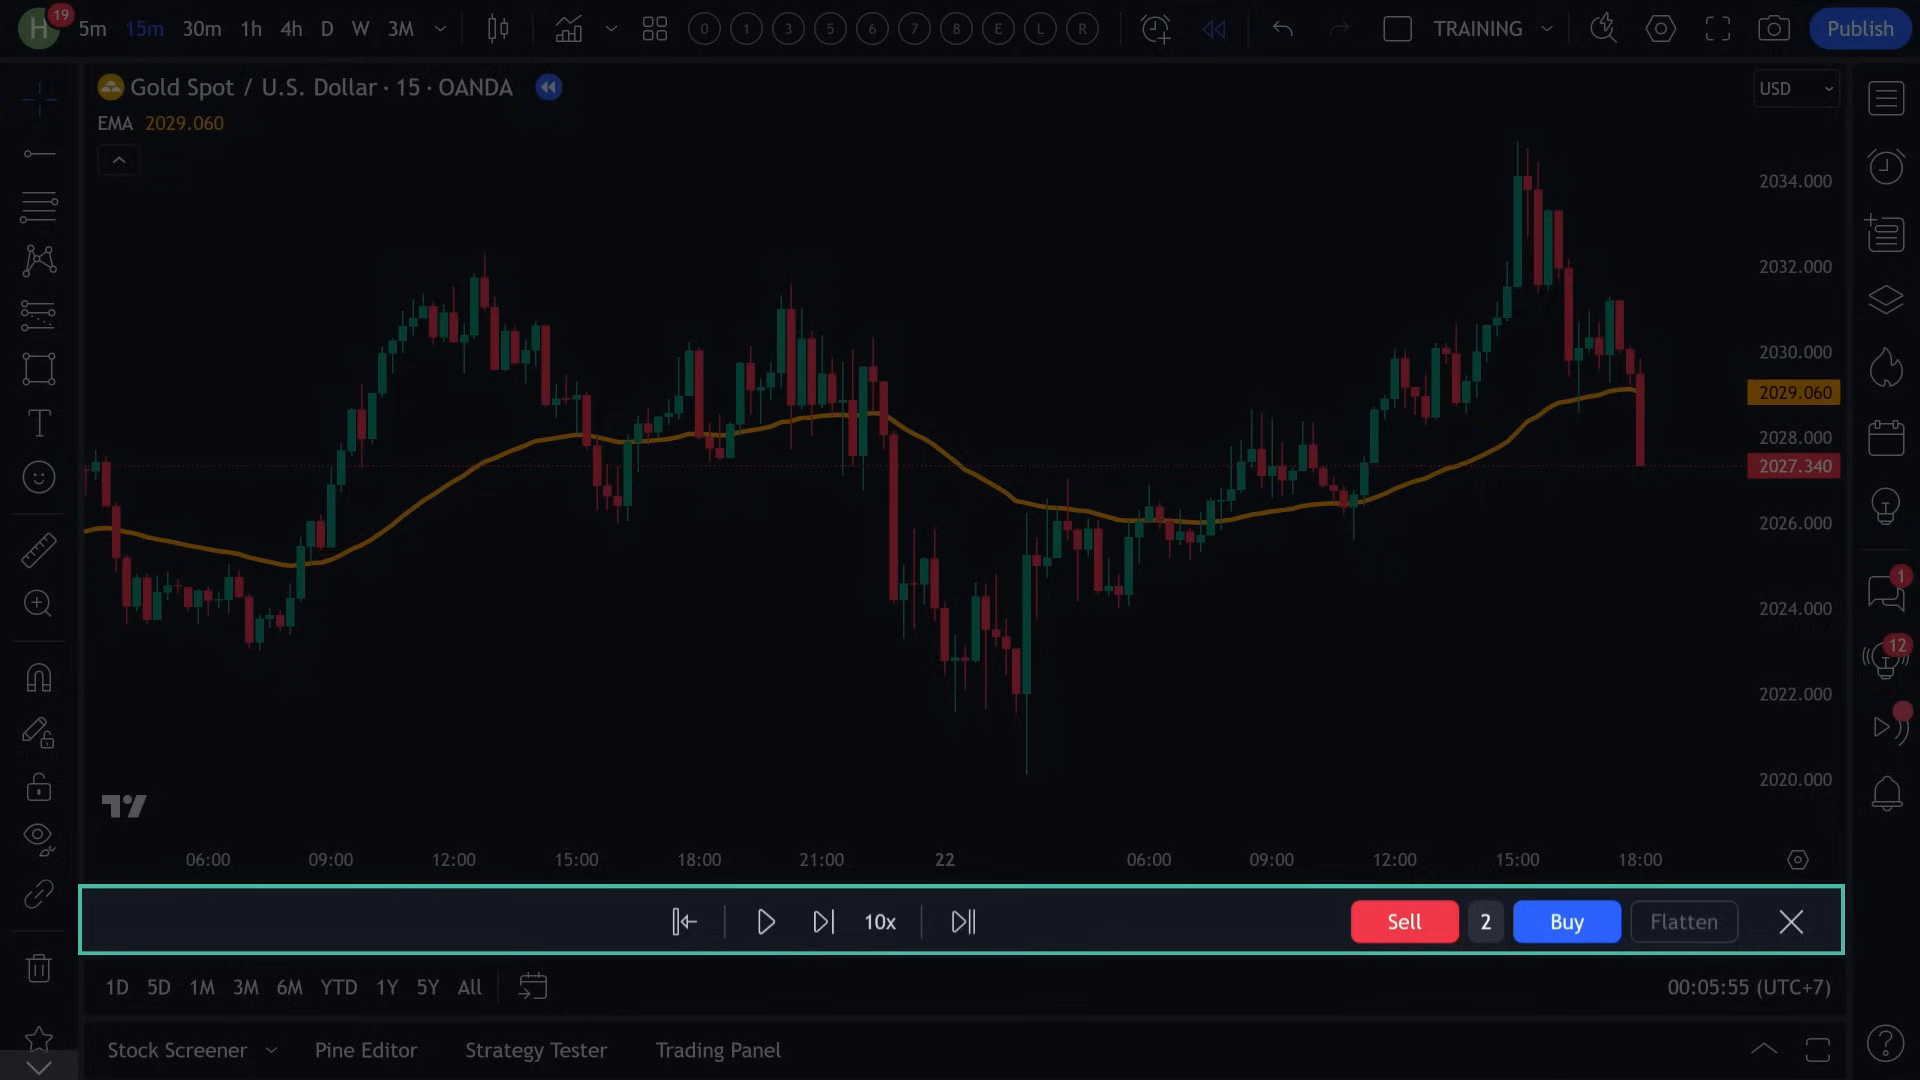 H 19 5m 15m 30m 1h 4h D W 3M 0 1 3 5 6 7 8 E L R TRAINING Publish
Gold Spot / U.S. Dollar · 15 · OANDA
USD
EMA 2029.060
2034.000
2032.000
2030.000
2029.060
2028.000
2027.340
2026.000
2024.000
2022.000
2020.000
1
12
06:00 09:00 12:00 15:00 18:00 21:00 22 06:00 09:00 12:00 15:00 18:00
10x Sell 2 Buy Flatten
1D 5D 1M 3M 6M YTD 1Y 5Y All 00:05:55 (UTC+7)
Stock Screener Pine Editor Strategy Tester Trading Panel